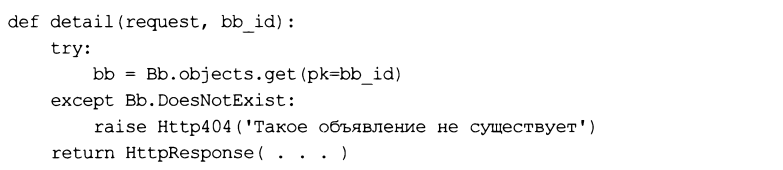 def detail(request, bb_id):
    try:
        bb = Bb.objects.get(pk=bb_id)
    except Bb.DoesNotExist:
        raise Http404('Такое объявление не существует')
    return HttpResponse( . . . )